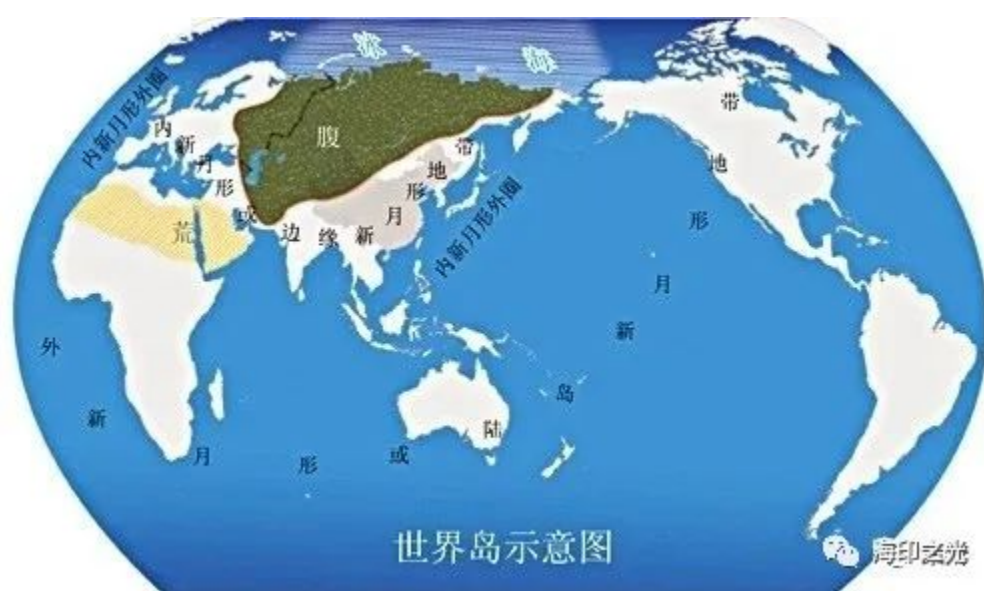 冰海
内新月形外圈
内新月形或边缘新月形地带
腹
荒
内新月形外圈
外新月形或陆岛新月形地带
世界岛示意图
海印之光